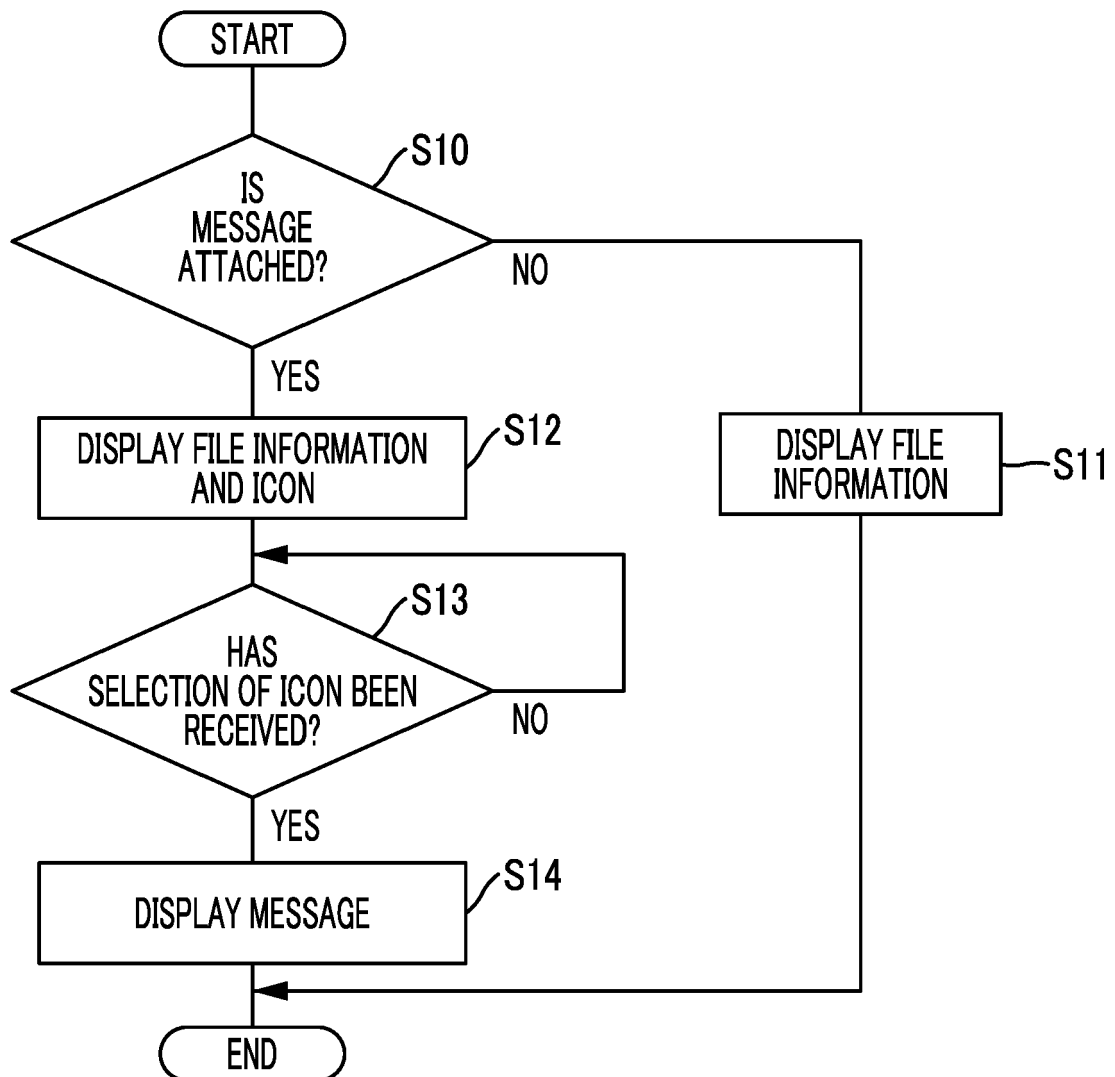 START
S10
IS
MESSAGE
ATTACHED?
NO
YES
S12
DISPLAY FILE INFORMATION
AND ICON
DISPLAY FILE
INFORMATION
S11
S13
HAS
SELECTION OF ICON BEEN
RECEIVED?
NO
YES
S14
DISPLAY MESSAGE
END